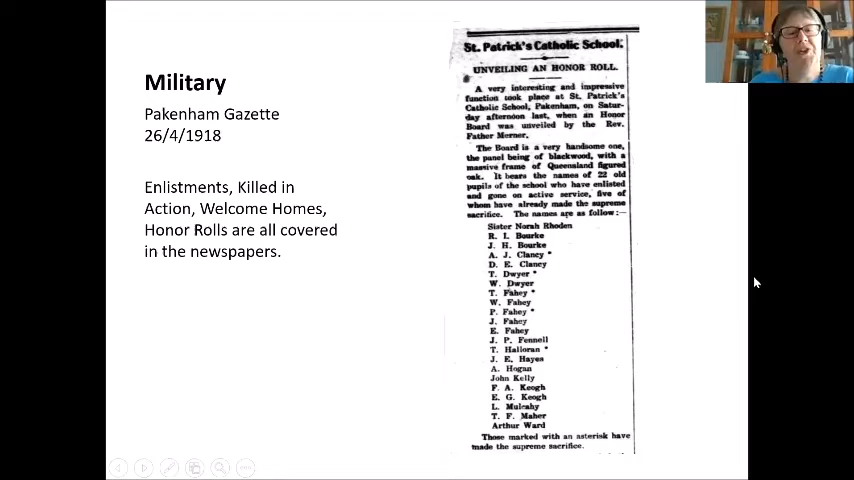 Military
Pakenham Gazette
26/4/1918
Enlistments, Killed in
Action, Welcome Homes,
Honor Rolls are all covered
in the newspapers.
St. Patrick's Catholic School.
UNVEILING AN HONOR ROLL.
A very interesting and impressive
function took place at St. Patrick's
Catholic School, Pakenham, on Satur-
day afternoon last, when an Honor
Board was unveiled by the Rev.
Father Merner.
The Board is a very handsome one,
the panel being of blackwood, with a
massive frame of Queensland figured
oak. It bears the names of 22 old
pupils of the school who have enlisted
and gone on active service, five of
whom have already made the supreme
sacrifice. The names are as follow:—
Sister Norah Rhoden
R. I. Bourke
J. H. Bourke
A. J. Clancy *
D. E. Clancy
T. Dwyer *
W. Dwyer
T. Fahey *
W. Fahey
P. Fahey *
J. Fahey
E. Fahey
J. P. Fennell
T. Halloran *
J. E. Hayes
A. Hogan
John Kelly
F. A. Keogh
E. G. Keogh
L. Mulcahy
T. F. Maher
Arthur Ward
Those marked with an asterisk have
made the supreme sacrifice.